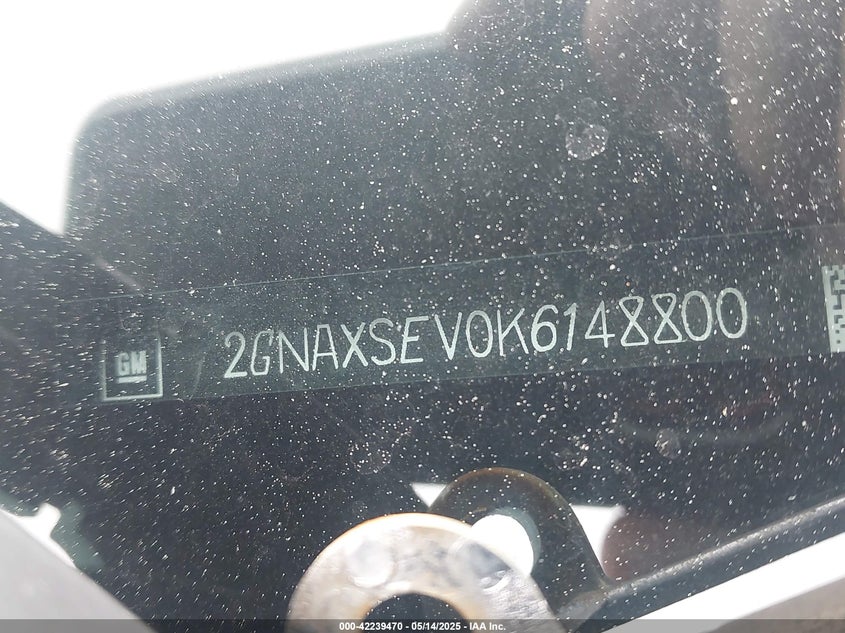 GM 2GNAXSEV0K6148800
000-42239470 - 05/14/2025 - IAA Inc.